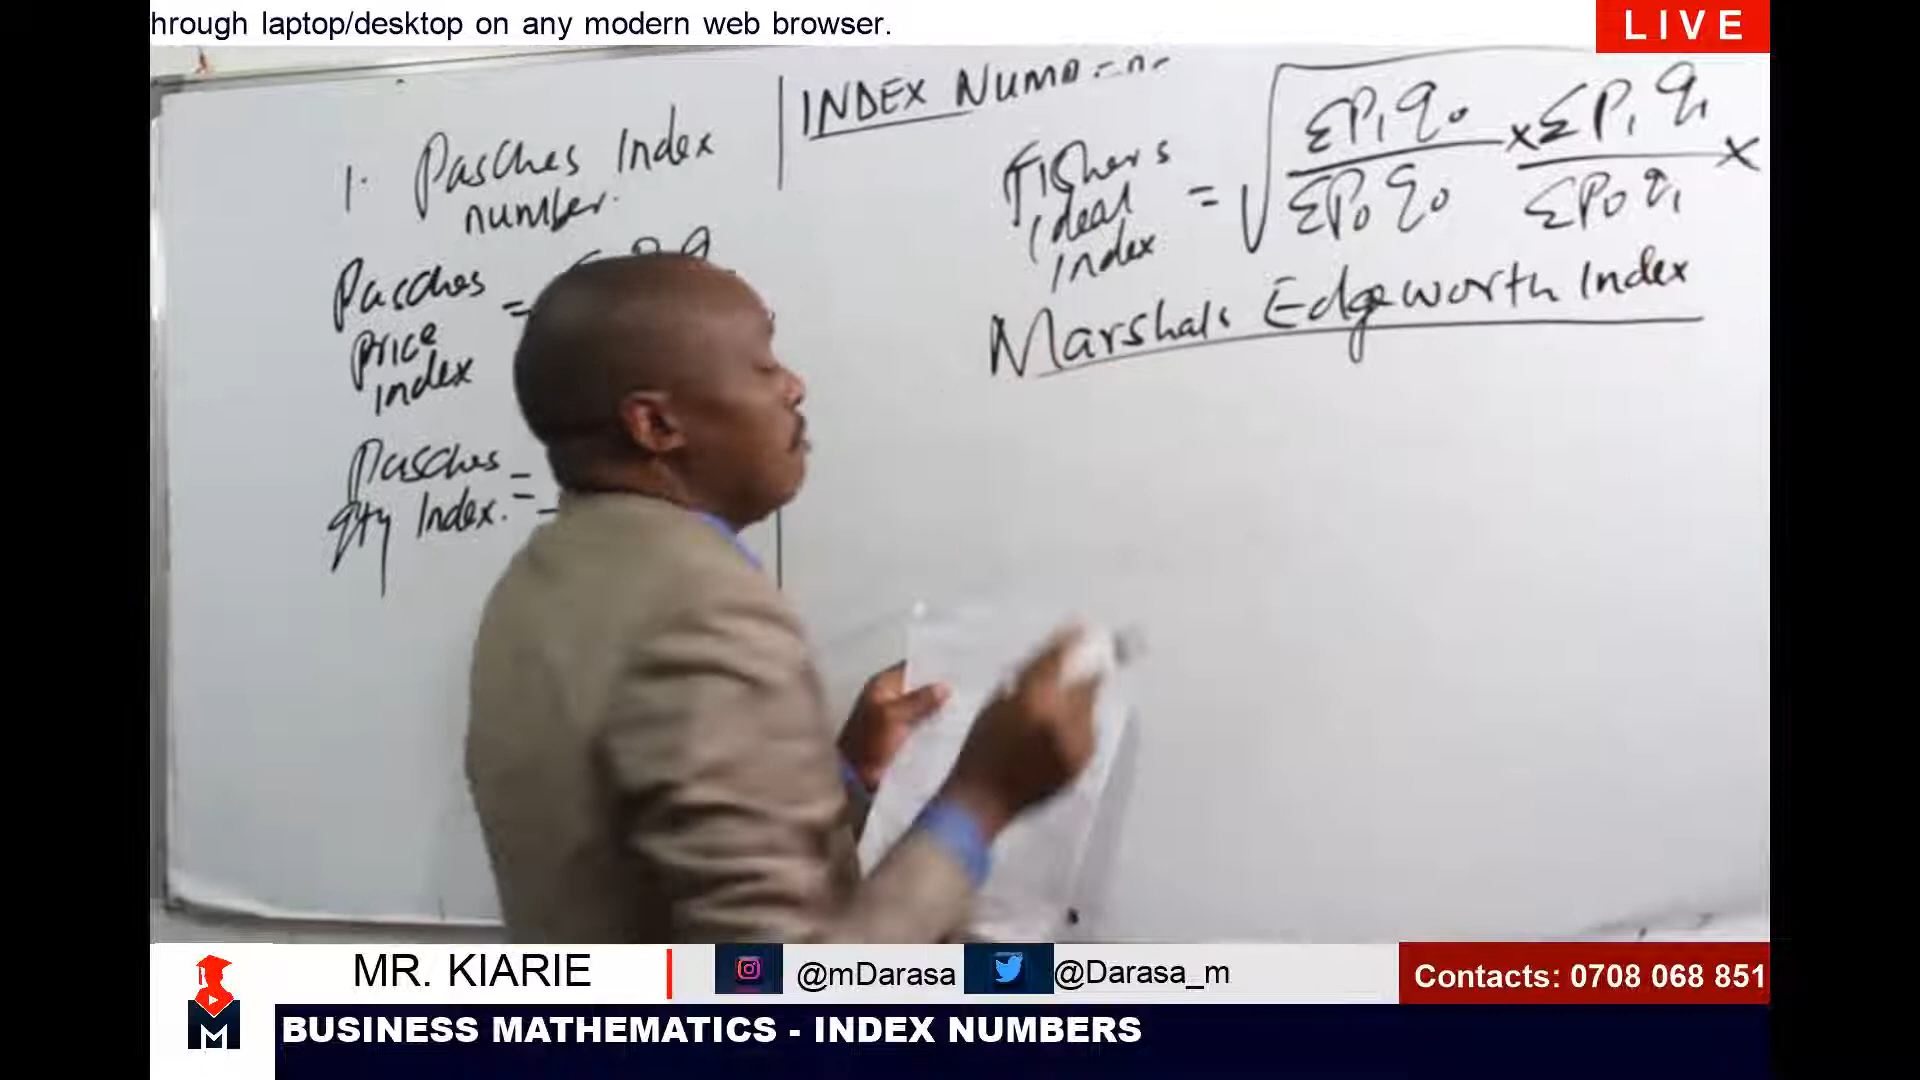 hrough laptop/desktop on any modern web browser.
LIVE
1. Pasches Index
number.
Pasches =
price
index
Pasches =
qty Index.
INDEX
Fishers
ideal
index
= √ ΣP₁q₀ × ΣP₁q₁ ×
ΣP₀q₀ ΣP₀q₁
Marshals Edgeworth Index
MR. KIARIE
@mDarasa
@Darasa_m
Contacts: 0708 068 851
M
BUSINESS MATHEMATICS - INDEX NUMBERS